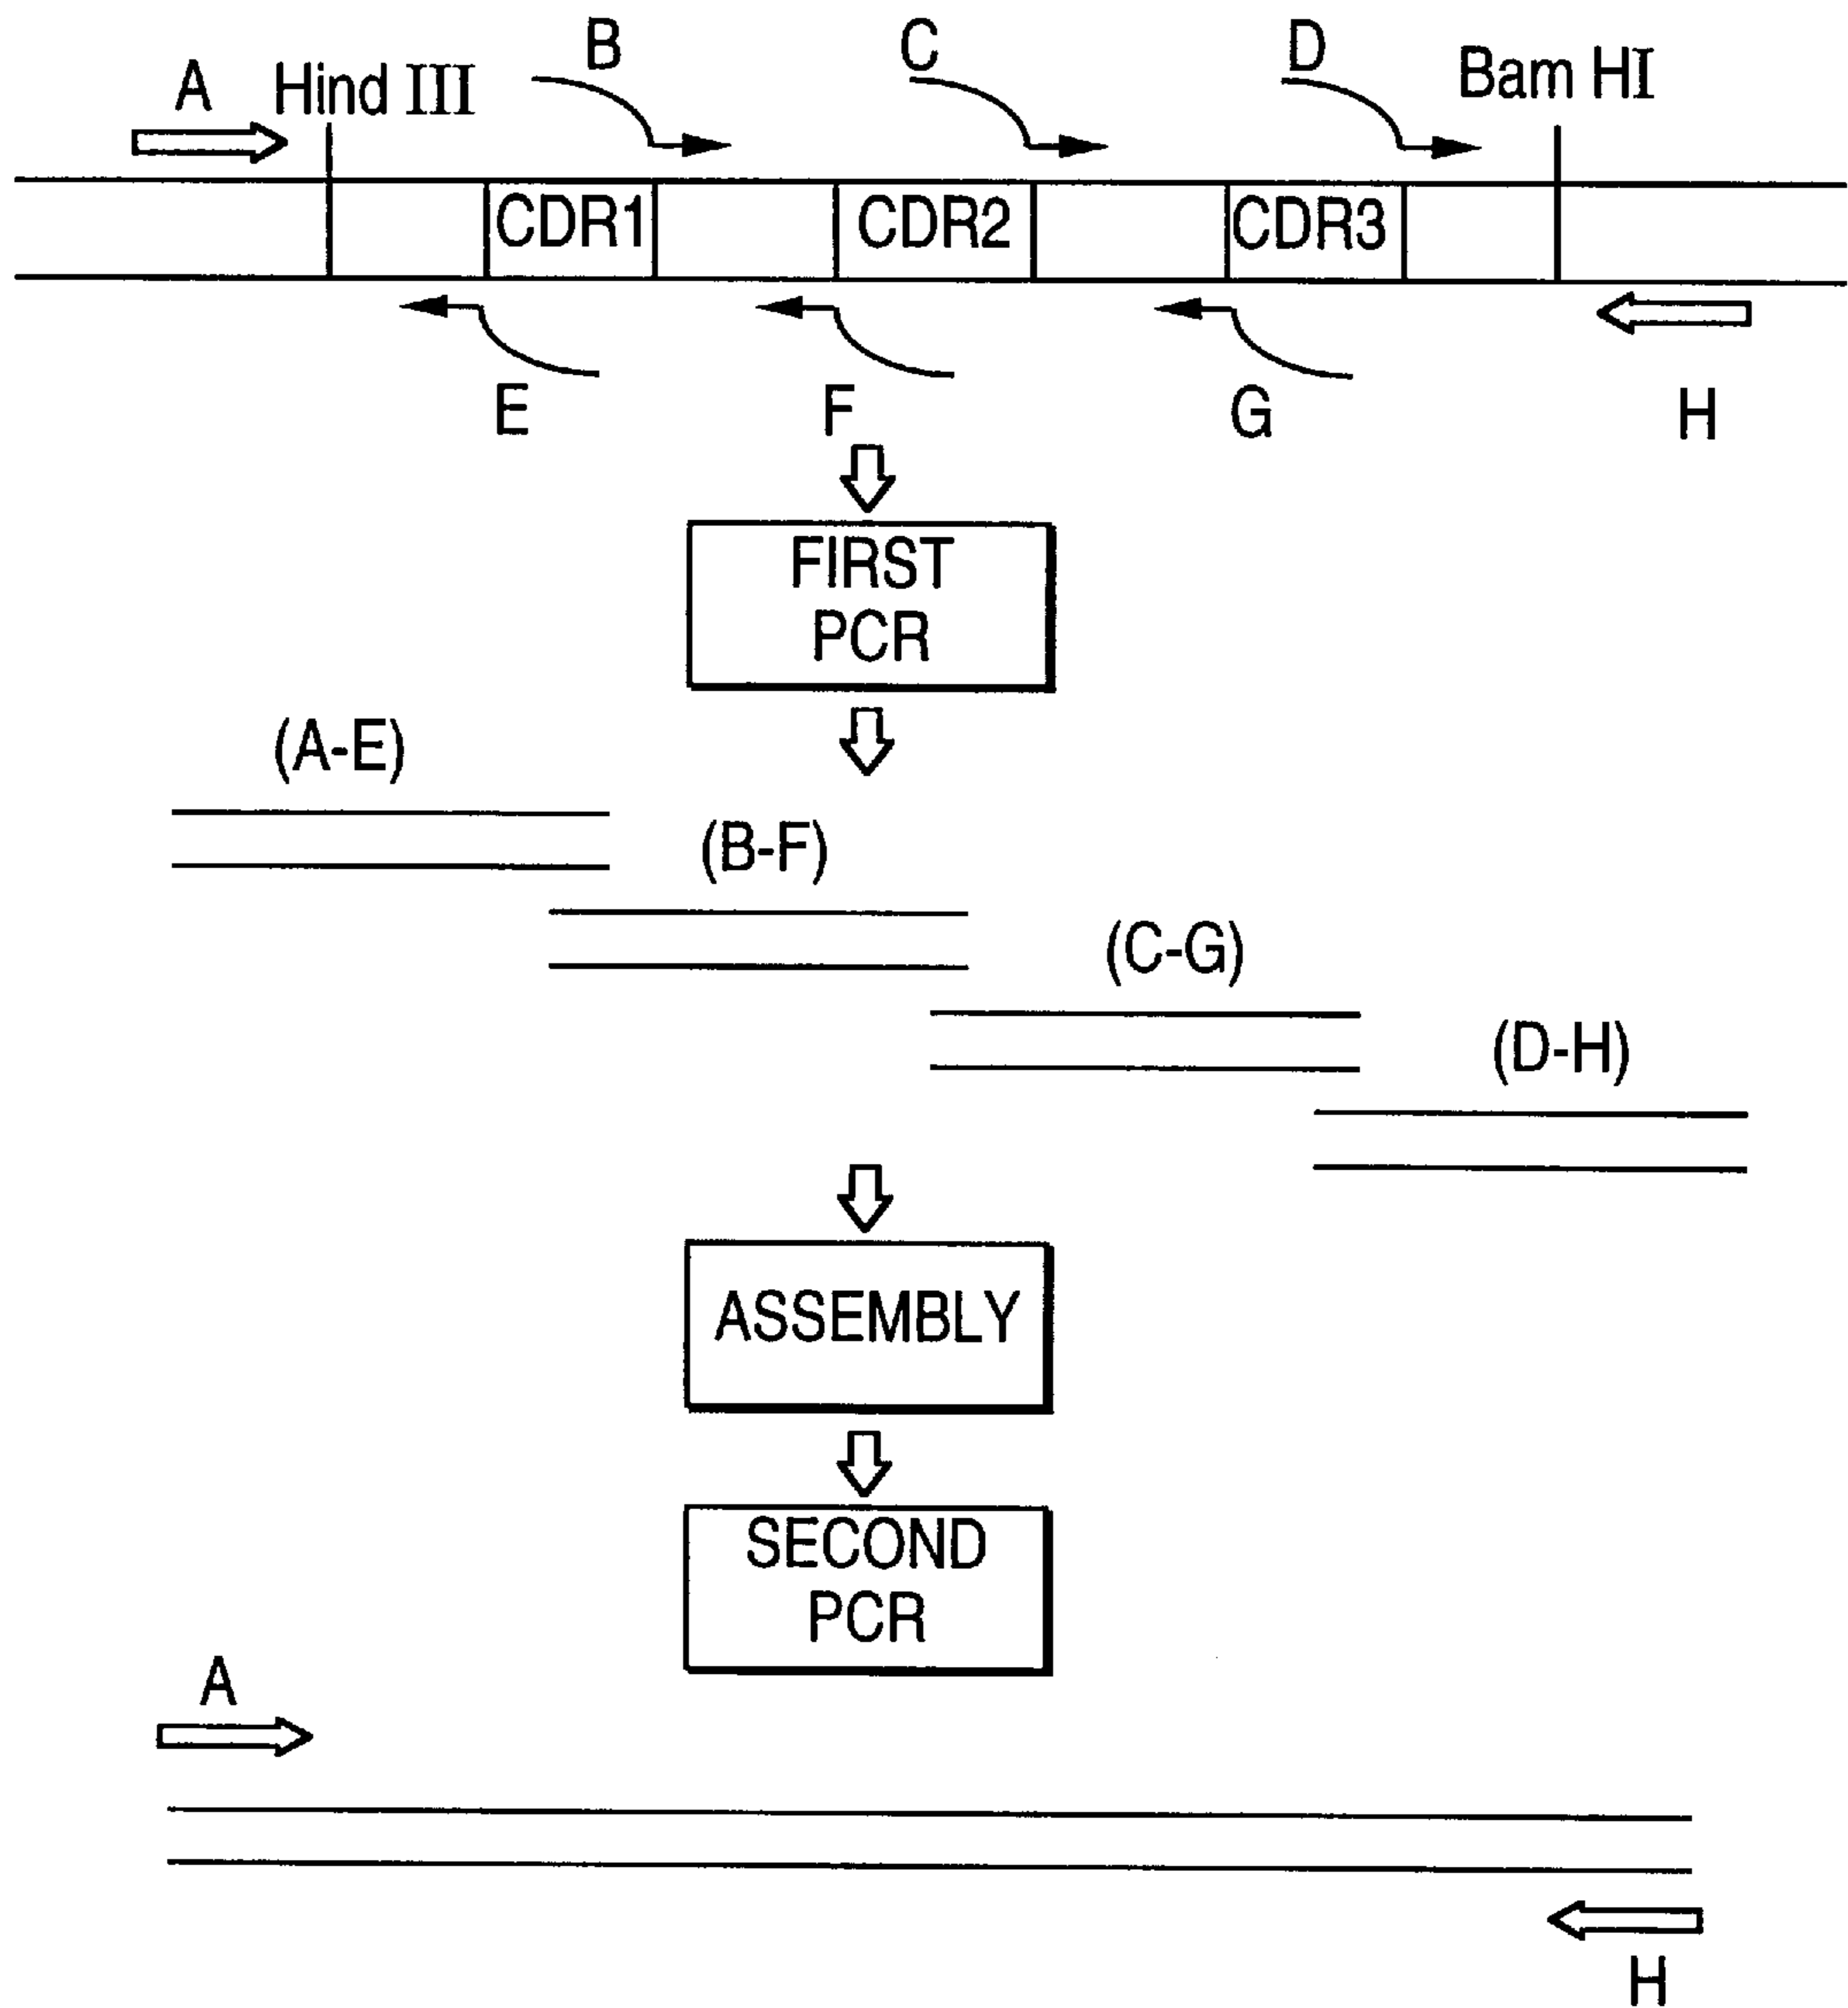 A
Hind III
B
C
D
Bam HI
CDR1
CDR2
CDR3
E
F
G
H
FIRST
PCR
(A-E)
(B-F)
(C-G)
(D-H)
ASSEMBLY
SECOND
PCR
A
H